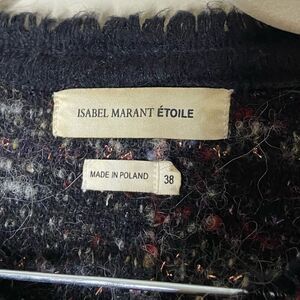 ISABEL MARANT ÉTOILE
MADE IN POLAND 38